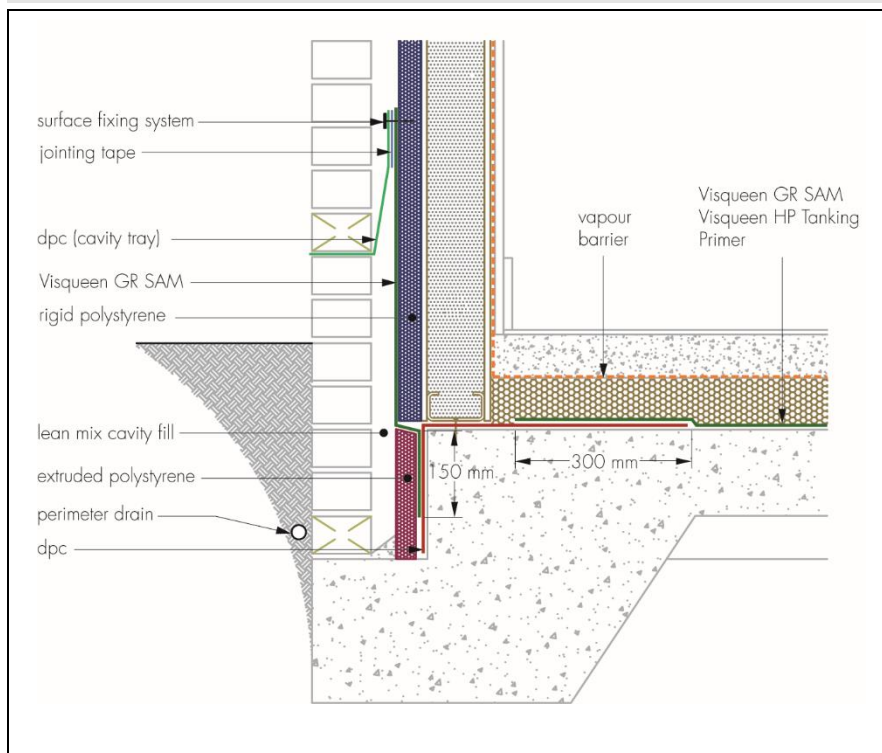 surface fixing system
jointing tape
dpc (cavity tray)
Visqueen GR SAM
rigid polystyrene
lean mix cavity fill
extruded polystyrene
perimeter drain
dpc
vapour
barrier
Visqueen GR SAM
Visqueen HP Tanking
Primer
150 mm
300 mm